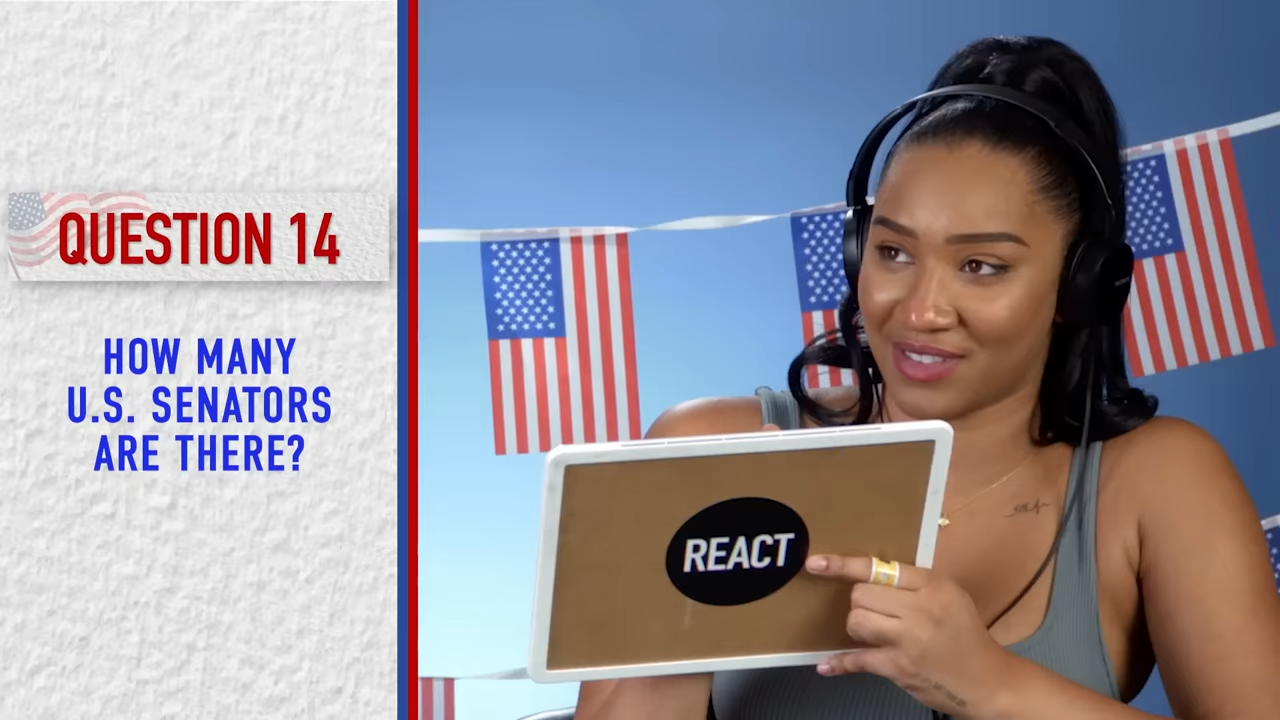 QUESTION 14
HOW MANY
U.S. SENATORS
ARE THERE?
REACT